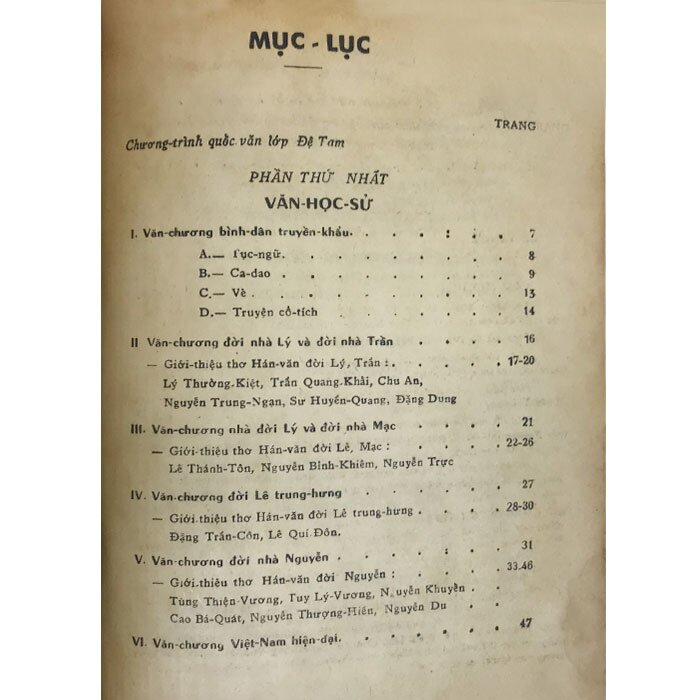 MỤC - LỤC
TRANG
Chương-trình quốc văn lớp Đệ Tam
PHẦN THỨ NHẤT
VĂN-HỌC-SỬ
I. Văn-chương bình-dân truyền-khẩu. . . . : . 7
A.— Tục-ngữ. . . . . . . 8
B.— Ca-dao . . . . . . . 9
C.— Vè . . . . . . . . 13
D.— Truyện cổ-tích . . . . . . 14
II Văn-chương đời nhà Lý và đời nhà Trần . . . . 16
— Giới-thiệu thơ Hán-văn đời Lý, Trần : . . . . 17-20
Lý Thường-Kiệt, Trần Quang-Khải, Chu An,
Nguyễn Trung-Ngạn, Sư Huyền-Quang, Đặng Dung
III. Văn-chương nhà đời Lý và đời nhà Mạc . . . . 21
— Giới-thiệu thơ Hán-văn đời Lê, Mạc : . . . . 22-26
Lê Thánh-Tôn, Nguyễn Bỉnh-Khiêm, Nguyễn Trực
IV. Văn-chương đời Lê trung-hưng . . . . . 27
— Giới-thiệu thơ Hán-văn đời Lê trung-hưng . . . . 28-30
Đặng Trần-Côn, Lê Quí Đôn.
V. Văn-chương đời nhà Nguyễn . . . . . . 31
— Giới-thiệu thơ Hán-văn đời Nguyễn : . . . . 33.46
Tùng Thiện-Vương, Tuy Lý-Vương, Nguyễn Khuyến .
Cao Bá-Quát, Nguyễn Thượng-Hiền, Nguyễn Du . . .
VI. Văn-chương Việt-Nam hiện-đại. . . . . . 47